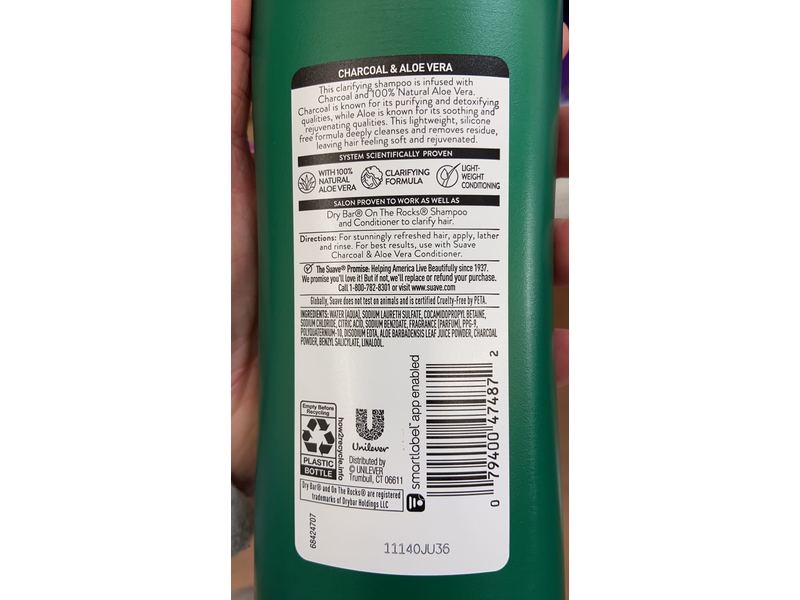 CHARCOAL & ALOE VERA
This clarifying shampoo is infused with
Charcoal and 100% Natural Aloe Vera.
Charcoal is known for its purifying and detoxifying
qualities, while Aloe is known for its soothing and
rejuvenating qualities. This lightweight, silicone
free formula deeply cleanses and removes residue,
leaving hair feeling soft and rejuvenated.
SYSTEM SCIENTIFICALLY PROVEN
WITH 100%
NATURAL
ALOE VERA
CLARIFYING
FORMULA
LIGHT-
WEIGHT
CONDITIONING
SALON PROVEN TO WORK AS WELL AS
Dry Bar® On The Rocks® Shampoo
and Conditioner to clarify hair.
Directions: For stunningly refreshed hair, apply, lather
and rinse. For best results, use with Suave
Charcoal & Aloe Vera Conditioner.
The Suave® Promise: Helping America Live Beautifully since 1937.
We promise you'll love it! But if not, we'll replace or refund your purchase.
Call 1-800-782-8301 or visit www.suave.com
Globally, Suave does not test on animals and is certified Cruelty-Free by PETA.
INGREDIENTS: WATER (AQUA), SODIUM LAURETH SULFATE, COCAMIDOPROPYL BETAINE,
SODIUM CHLORIDE, CITRIC ACID, SODIUM BENZOATE, FRAGRANCE (PARFUM), PPG-9,
POLYQUATERNIUM-10, DISODIUM EDTA, ALOE BARBADENSIS LEAF JUICE POWDER, CHARCOAL
POWDER, BENZYL SALICYLATE, LINALOOL.
Empty Before
Recycling
PLASTIC
BOTTLE
how2recycle.info
Unilever
Distributed by
© UNILEVER
Trumbull, CT 06611
Dry Bar® and On The Rocks® are registered
trademarks of Drybar Holdings LLC
smartlabel™ app enabled
0 79400 47487 2
68424707
11140JU36